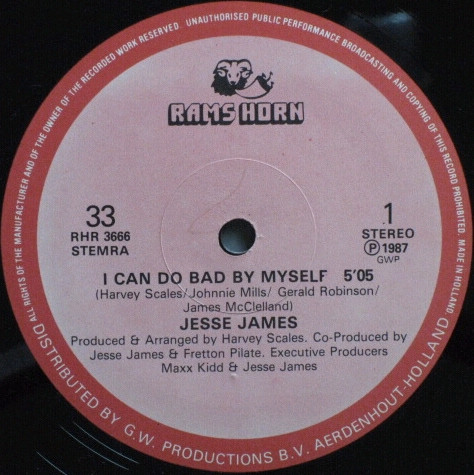 ALL RIGHTS OF THE MANUFACTURER AND OF THE OWNER OF THE RECORDED WORK RESERVED. UNAUTHORISED PUBLIC PERFORMANCE BROADCASTING AND COPYING OF THIS RECORD PROHIBITED. MADE IN HOLLAND.
RAMS HORN
33
RHR 3666
STEMRA
1
STEREO
Ⓟ 1987
GWP
I CAN DO BAD BY MYSELF 5'05
(Harvey Scales/Johnnie Mills/ Gerald Robinson/
James McClelland)
JESSE JAMES
Produced & Arranged by Harvey Scales. Co-Produced by
Jesse James & Fretton Pilate. Executive Producers
Maxx Kidd & Jesse James
DISTRIBUTED BY G.W. PRODUCTIONS B.V. AERDENHOUT-HOLLAND